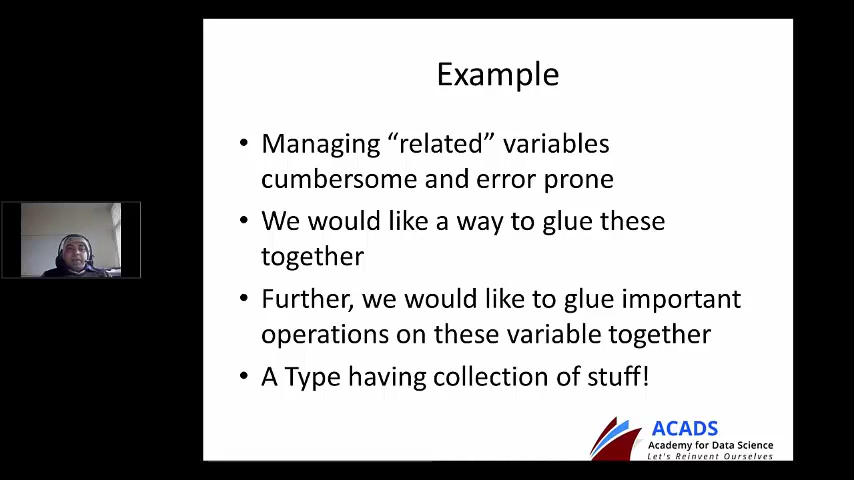 Example
• Managing “related” variables
cumbersome and error prone
• We would like a way to glue these
together
• Further, we would like to glue important
operations on these variable together
• A Type having collection of stuff!
ACADS
Academy for Data Science
Let's Reinvent Ourselves